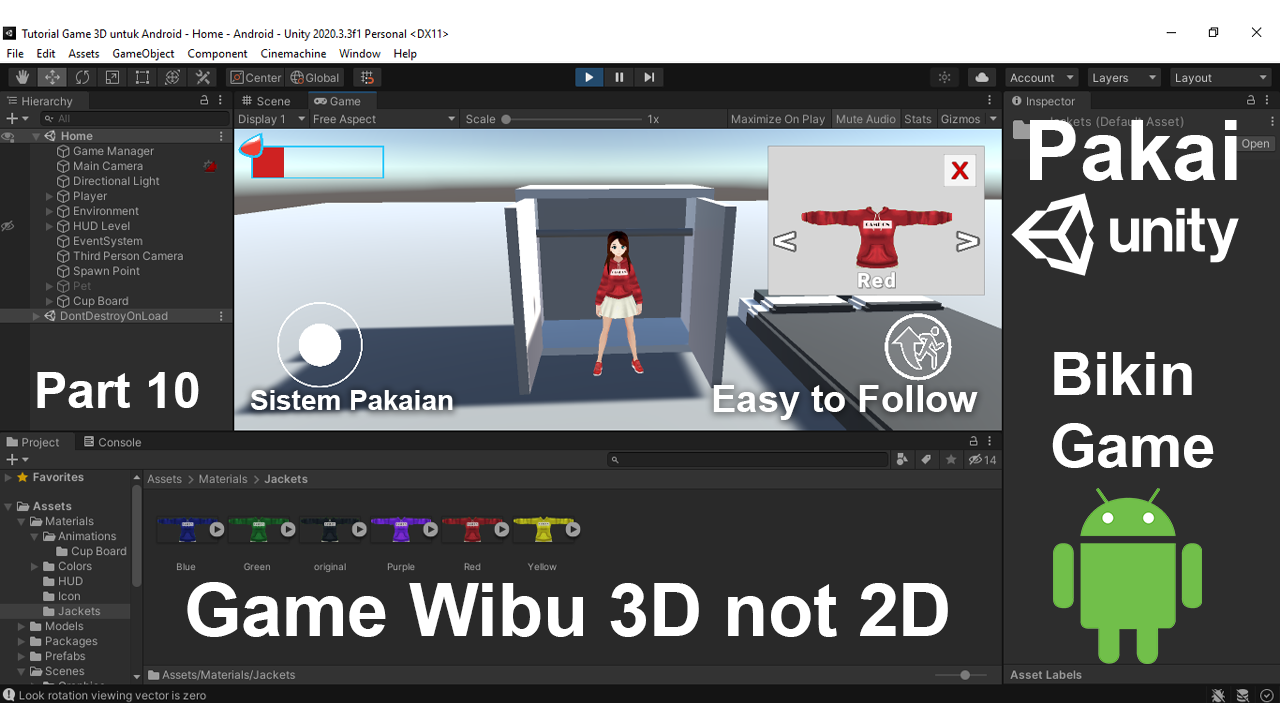 Tutorial Game 3D untuk Android - Home - Android - Unity 2020.3.3f1 Personal <DX11>
File Edit Assets GameObject Component Cinemachine Window Help
Center Global Account Layers Layout
Hierarchy
All
Home
Game Manager
Main Camera
Directional Light
Player
Environment
HUD Level
EventSystem
Third Person Camera
Spawn Point
Pet
Cup Board
DontDestroyOnLoad
Part 10
Scene Game
Display 1 Free Aspect Scale 1x Maximize On Play Mute Audio Stats Gizmos
X
GAME ON
< >
Red
Sistem Pakaian
Easy to Follow
Inspector
Jackets (Default Asset)
Open
Pakai
unity
Bikin
Game
Asset Labels
Project Console
14
Favorites
Assets
Materials
Animations
Cup Board
Colors
HUD
Icon
Jackets
Models
Packages
Prefabs
Scenes
Assets > Materials > Jackets
Blue Green original Purple Red Yellow
Game Wibu 3D not 2D
Assets/Materials/Jackets
Look rotation viewing vector is zero